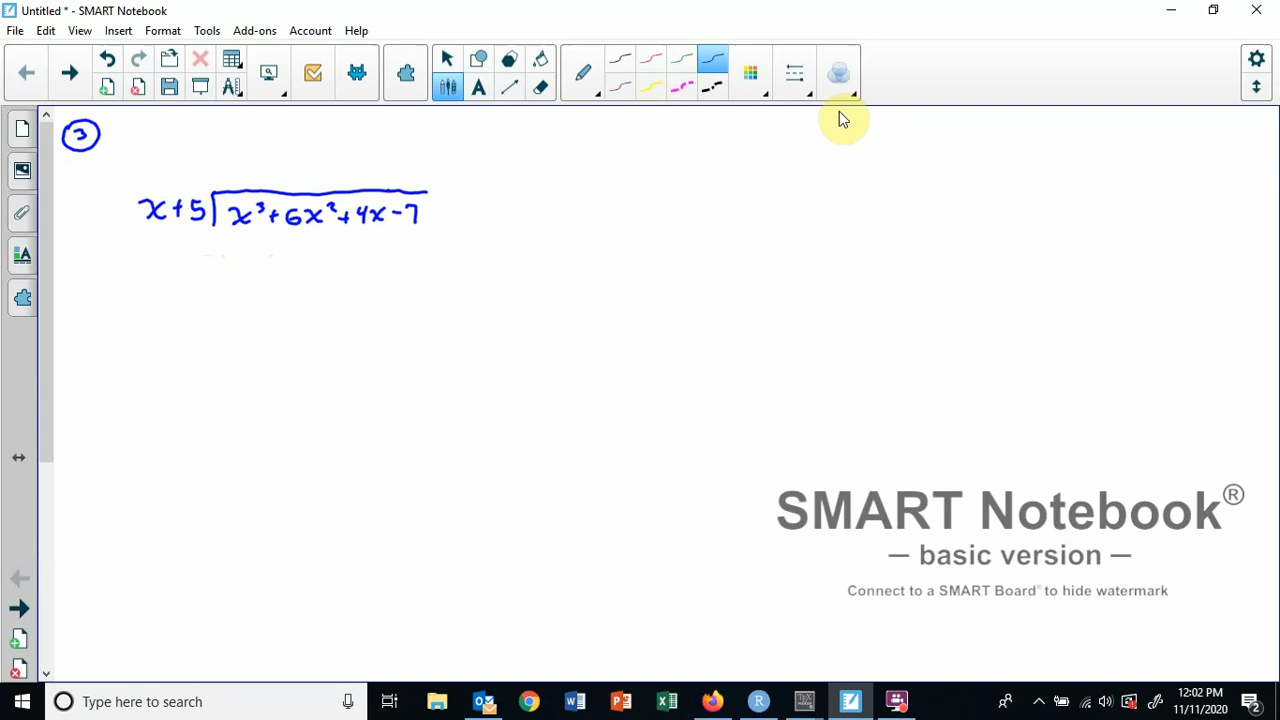 Untitled * - SMART Notebook
File Edit View Insert Format Tools Add-ons Account Help
3
x+5 x³+6x²+4x-7
SMART Notebook®
— basic version —
Connect to a SMART Board® to hide watermark
Type here to search
12:02 PM
11/11/2020
2